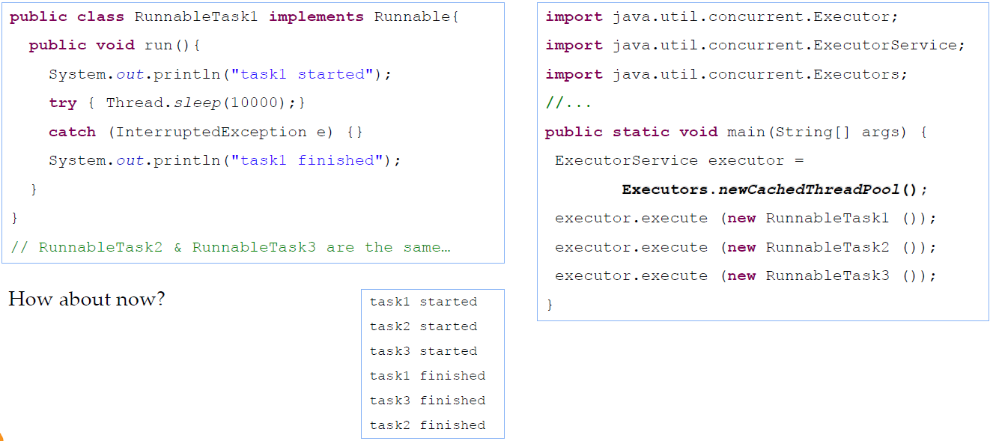 public class RunnableTask1 implements Runnable{
public void run(){
System.out.println("task1 started");
try { Thread.sleep(10000);}
catch (InterruptedException e) {}
System.out.println("task1 finished");
}
}
// RunnableTask2 & RunnableTask3 are the same…
How about now?
task1 started
task2 started
task3 started
task1 finished
task3 finished
task2 finished
import java.util.concurrent.Executor;
import java.util.concurrent.ExecutorService;
import java.util.concurrent.Executors;
//...
public static void main(String[] args) {
ExecutorService executor =
Executors.newCachedThreadPool();
executor.execute (new RunnableTask1 ());
executor.execute (new RunnableTask2 ());
executor.execute (new RunnableTask3 ());
}